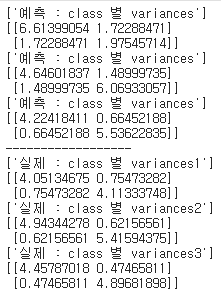 ['예측 : class 별 variances']
[[6.61399054 1.72288471]
[1.72288471 1.97545714]]
['예측 : class 별 variances']
[[4.64601837 1.48999735]
[1.48999735 6.06933057]]
['예측 : class 별 variances']
[[4.22418411 0.66452188]
[0.66452188 5.53622835]]
------------------
['실제 : class 별 variances1']
[[4.05134675 0.75473282]
[0.75473282 4.11333748]]
['실제 : class 별 variances2']
[[4.94344278 0.62156561]
[0.62156561 5.41594375]]
['실제 : class 별 variances3']
[[4.45787018 0.47465811]
[0.47465811 4.89681898]]